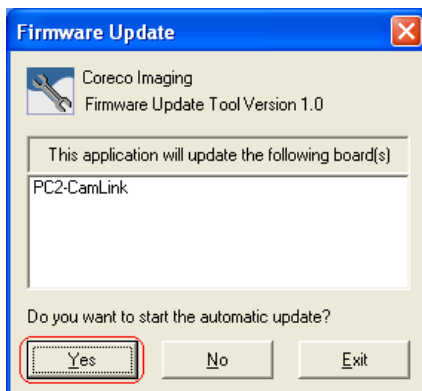 Firmware Update
Coreco Imaging
Firmware Update Tool Version 1.0
This application will update the following board(s)
PC2-CamLink
Do you want to start the automatic update?
Yes No Exit